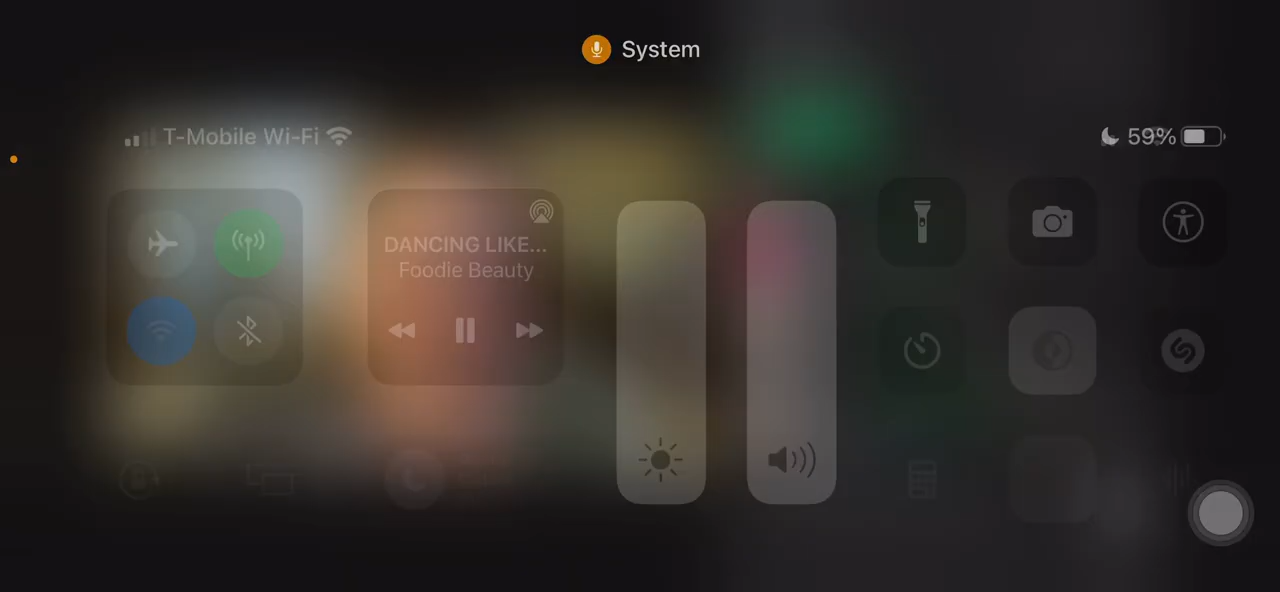 System
T-Mobile Wi-Fi
59%
DANCING LIKE...
Foodie Beauty